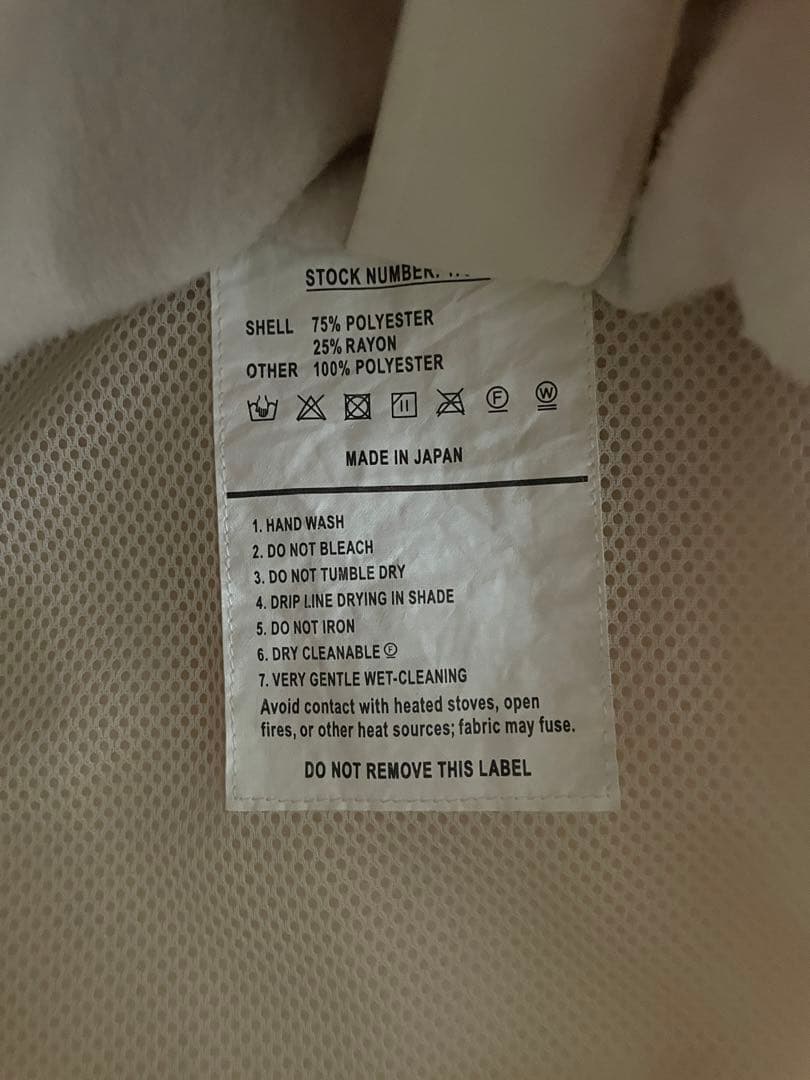 STOCK NUMBER.
SHELL 75% POLYESTER
25% RAYON
OTHER 100% POLYESTER
F W
MADE IN JAPAN
1. HAND WASH
2. DO NOT BLEACH
3. DO NOT TUMBLE DRY
4. DRIP LINE DRYING IN SHADE
5. DO NOT IRON
6. DRY CLEANABLE Ⓕ
7. VERY GENTLE WET-CLEANING
Avoid contact with heated stoves, open
fires, or other heat sources; fabric may fuse.
DO NOT REMOVE THIS LABEL